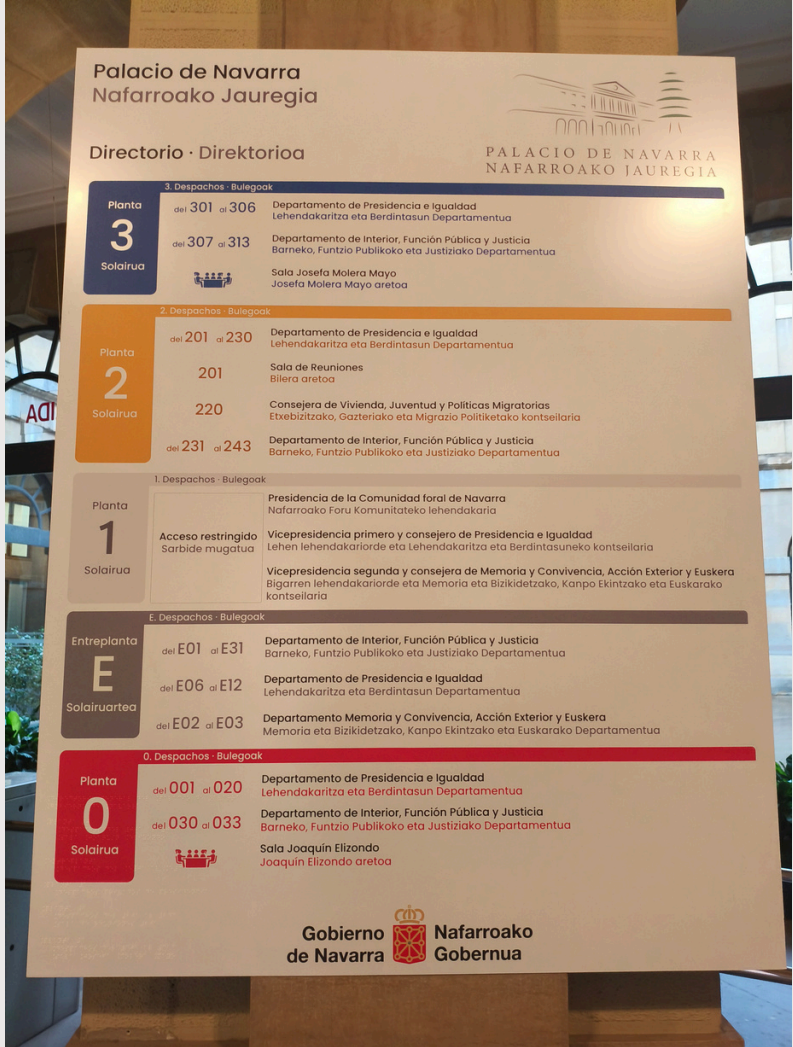 Palacio de Navarra
Nafarroako Jauregia
PALACIO DE NAVARRA
NAFARROAKO JAUREGIA
Directorio · Direktorioa
3. Despachos · Bulegoak
Planta
3
Solairua
del 301 al 306
Departamento de Presidencia e Igualdad
Lehendakaritza eta Berdintasun Departamentua
del 307 al 313
Departamento de Interior, Función Pública y Justicia
Barneko, Funtzio Publikoko eta Justiziako Departamentua
Sala Josefa Molera Mayo
Josefa Molera Mayo aretoa
2. Despachos · Bulegoak
Planta
2
Solairua
del 201 al 230
Departamento de Presidencia e Igualdad
Lehendakaritza eta Berdintasun Departamentua
201
Sala de Reuniones
Bilera aretoa
220
Consejera de Vivienda, Juventud y Políticas Migratorias
Etxebizitzako, Gazteriako eta Migrazio Politiketako kontseilaria
del 231 al 243
Departamento de Interior, Función Pública y Justicia
Barneko, Funtzio Publikoko eta Justiziako Departamentua
1. Despachos · Bulegoak
Planta
1
Solairua
Acceso restringido
Sarbide mugatua
Presidencia de la Comunidad foral de Navarra
Nafarroako Foru Komunitateko lehendakaria
Vicepresidencia primero y consejero de Presidencia e Igualdad
Lehen lehendakariorde eta Lehendakaritza eta Berdintasuneko kontseilaria
Vicepresidencia segunda y consejera de Memoria y Convivencia, Acción Exterior y Euskera
Bigarren lehendakariorde eta Memoria eta Bizikidetzako, Kanpo Ekintzako eta Euskarako
kontseilaria
E. Despachos · Bulegoak
Entreplanta
E
Solairuartea
del E01 al E31
Departamento de Interior, Función Pública y Justicia
Barneko, Funtzio Publikoko eta Justiziako Departamentua
del E06 al E12
Departamento de Presidencia e Igualdad
Lehendakaritza eta Berdintasun Departamentua
del E02 al E03
Departamento Memoria y Convivencia, Acción Exterior y Euskera
Memoria eta Bizikidetzako, Kanpo Ekintzako eta Euskarako Departamentua
0. Despachos · Bulegoak
Planta
0
Solairua
del 001 al 020
Departamento de Presidencia e Igualdad
Lehendakaritza eta Berdintasun Departamentua
del 030 al 033
Departamento de Interior, Función Pública y Justicia
Barneko, Funtzio Publikoko eta Justiziako Departamentua
Sala Joaquín Elizondo
Joaquín Elizondo aretoa
Gobierno
de Navarra
Nafarroako
Gobernua